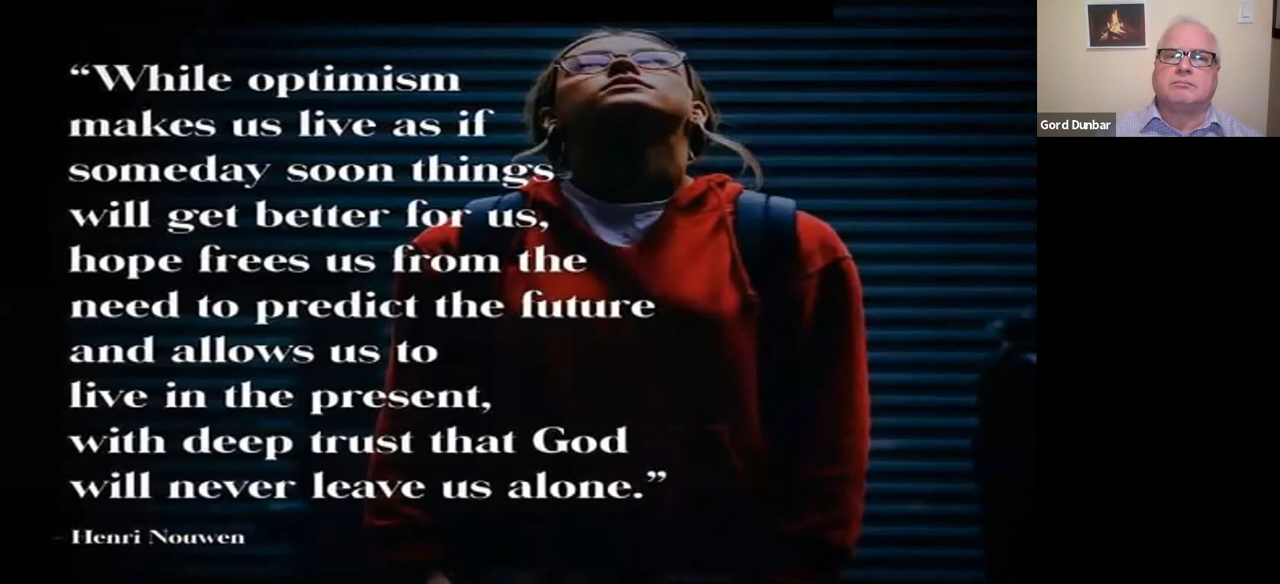 “While optimism
makes us live as if
someday soon things
will get better for us,
hope frees us from the
need to predict the future
and allows us to
live in the present,
with deep trust that God
will never leave us alone.”
- Henri Nouwen
Gord Dunbar